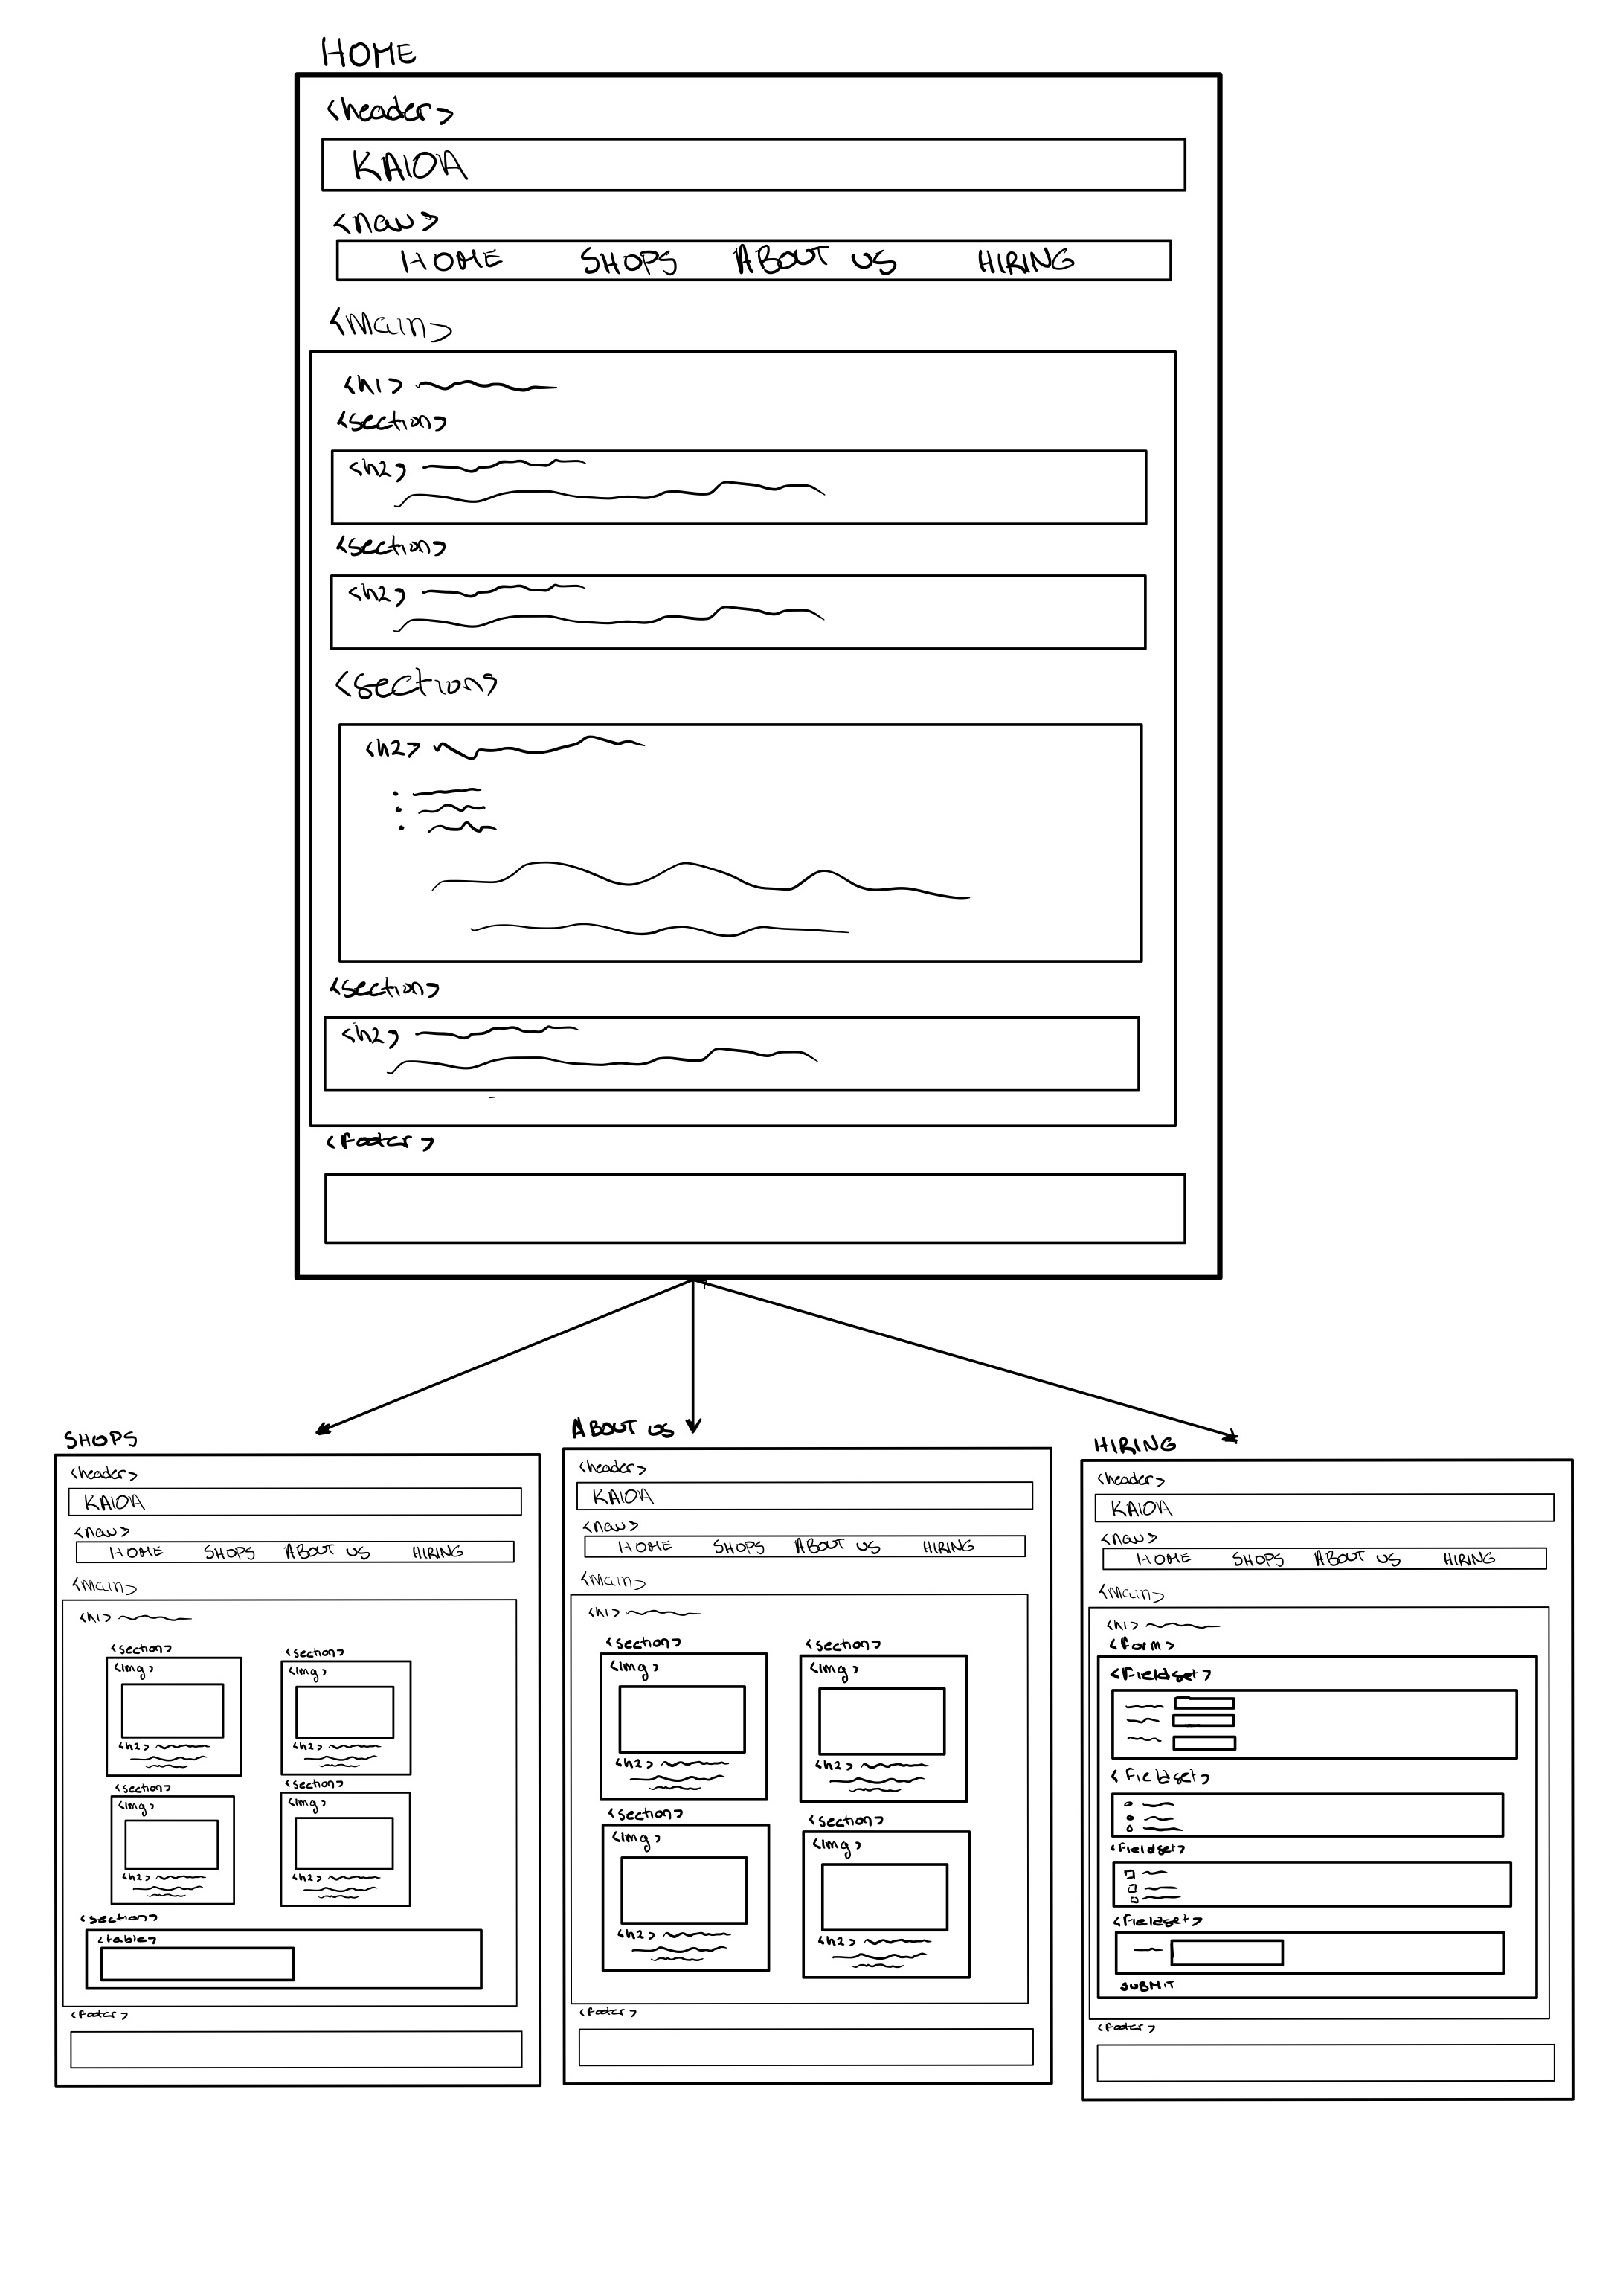 HOME
<header>
KAIOA
<nav>
HOME SHOPS ABOUT US HIRING
<Main>
<h1>
<section>
<h2>
<section>
<h2>
<section>
<h2>
<section>
<h2>
<footer>
SHOPS
<header>
KAIOA
<nav>
HOME SHOPS ABOUT US HIRING
<Main>
<h1>
<section> <section>
<img> <img>
<h2> <h2>
<section> <section>
<img> <img>
<h2> <h2>
<section>
<table>
<footer>
ABOUT US
<header>
KAIOA
<nav>
HOME SHOPS ABOUT US HIRING
<Main>
<h1>
<section> <section>
<img> <img>
<h2> <h2>
<section> <section>
<img> <img>
<h2> <h2>
<footer>
HIRING
<header>
KAIOA
<nav>
HOME SHOPS ABOUT US HIRING
<Main>
<h1>
<form>
<Fieldset>
<Fieldset>
<Fieldset>
<Fieldset>
SUBMIT
<footer>